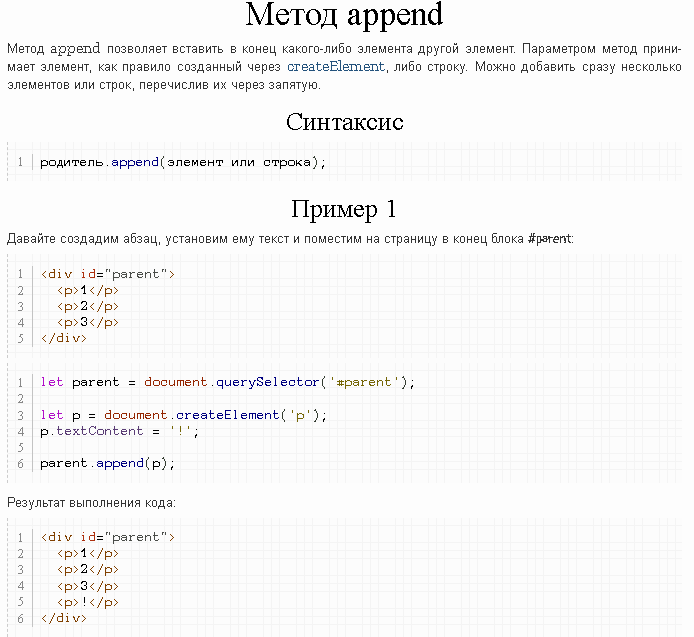 Метод append
Метод append позволяет вставить в конец какого-либо элемента другой элемент. Параметром метод прини-
мает элемент, как правило созданный через createElement, либо строку. Можно добавить сразу несколько
элементов или строк, перечислив их через запятую.
Синтаксис
1 родитель.append(элемент или строка);
Пример 1
Давайте создадим абзац, установим ему текст и поместим на страницу в конец блока #parent:
1 <div id="parent">
2 <p>1</p>
3 <p>2</p>
4 <p>3</p>
5 </div>
1 let parent = document.querySelector('#parent');
2
3 let p = document.createElement('p');
4 p.textContent = '!';
5
6 parent.append(p);
Результат выполнения кода:
1 <div id="parent">
2 <p>1</p>
3 <p>2</p>
4 <p>3</p>
5 <p>!</p>
6 </div>